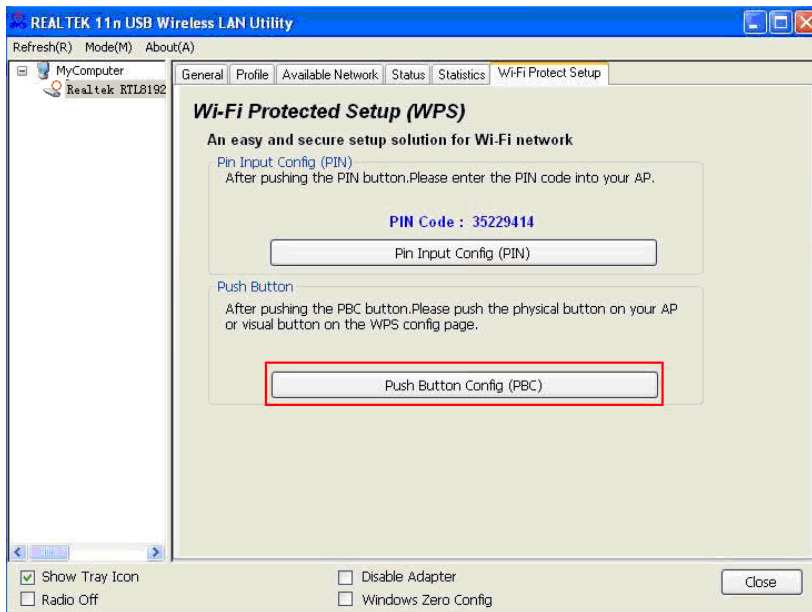 REALTEK 11n USB Wireless LAN Utility
Refresh(R) Mode(M) About(A)
MyComputer
Realtek RTL8192
General Profile Available Network Status Statistics Wi-Fi Protect Setup
Wi-Fi Protected Setup (WPS)
An easy and secure setup solution for Wi-Fi network
Pin Input Config (PIN)
After pushing the PIN button.Please enter the PIN code into your AP.
PIN Code : 35229414
Pin Input Config (PIN)
Push Button
After pushing the PBC button.Please push the physical button on your AP
or visual button on the WPS config page.
Push Button Config (PBC)
Show Tray Icon
Disable Adapter
Close
Radio Off
Windows Zero Config